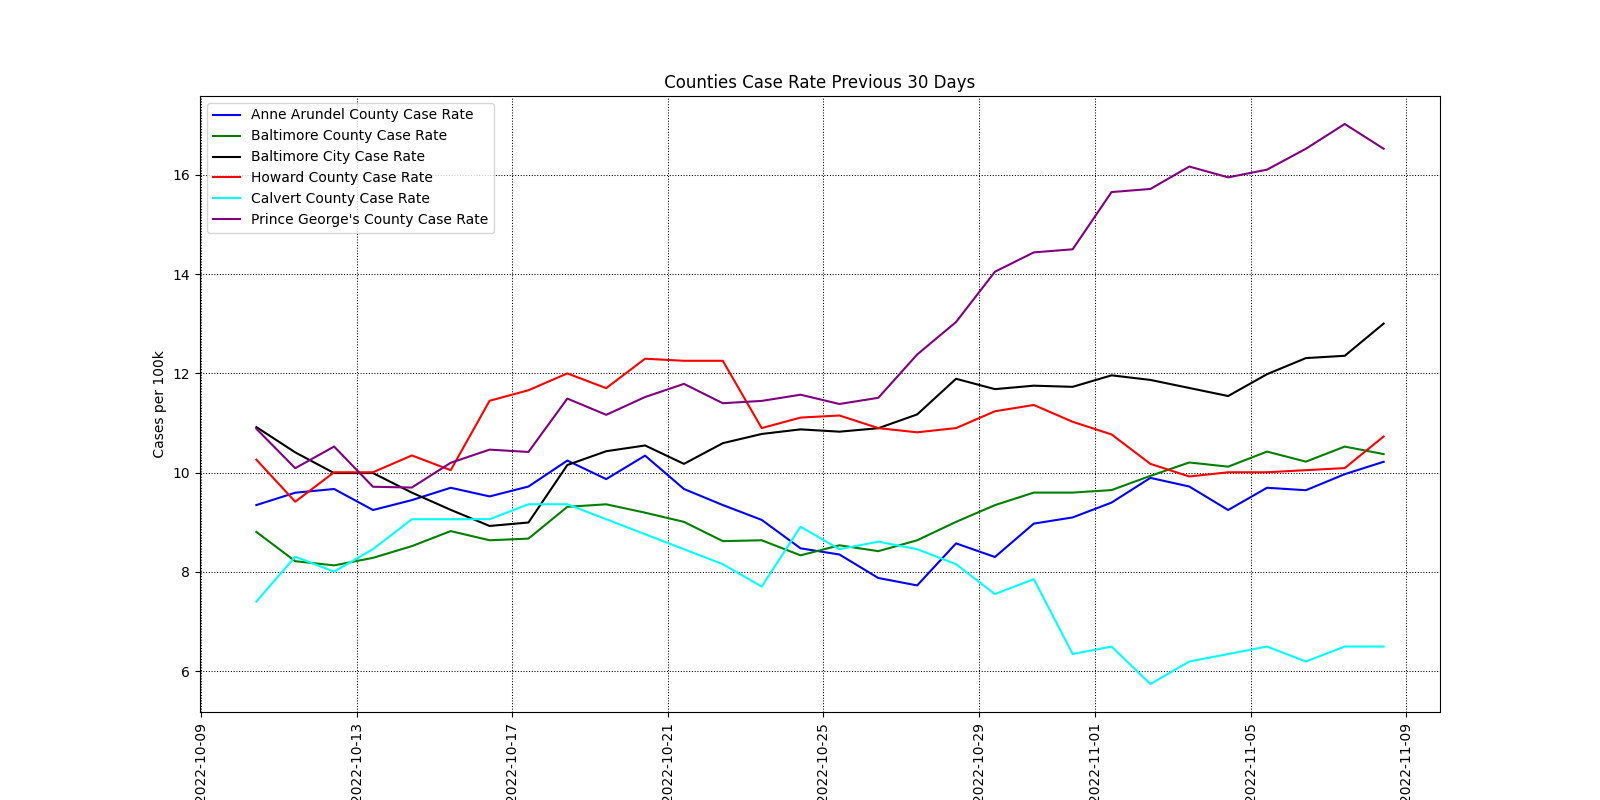 Counties Case Rate Previous 30 Days
Anne Arundel County Case Rate
Baltimore County Case Rate
Baltimore City Case Rate
Howard County Case Rate
Calvert County Case Rate
Prince George's County Case Rate
Cases per 100k
16
14
12
10
8
6
2022-10-09
2022-10-13
2022-10-17
2022-10-21
2022-10-25
2022-10-29
2022-11-01
2022-11-05
2022-11-09